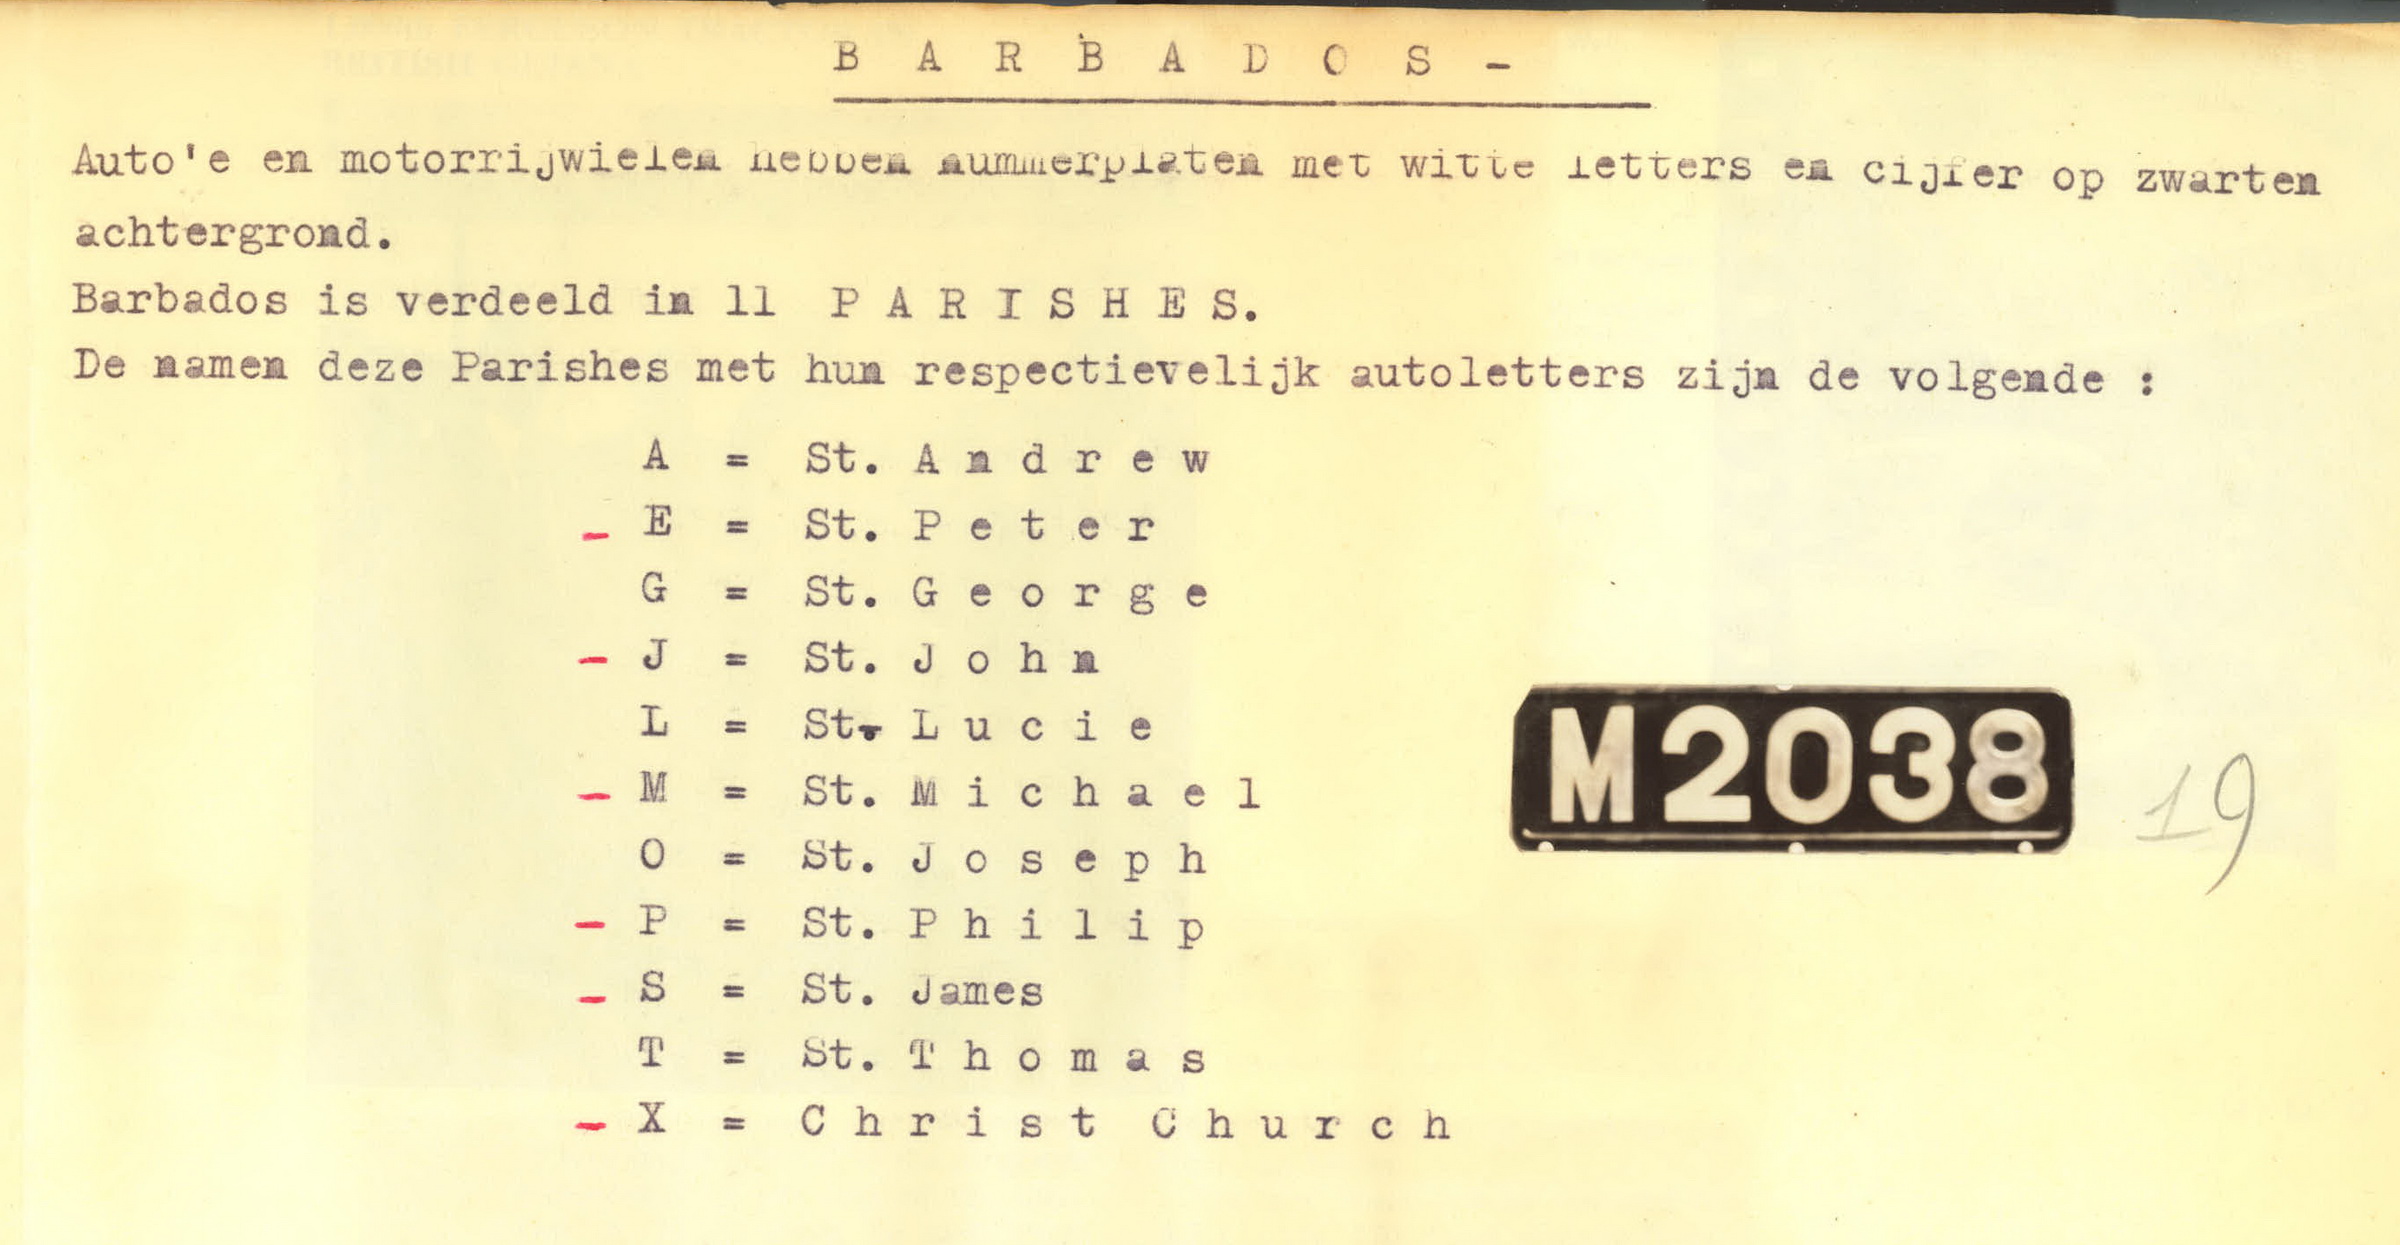 B A R B A D O S -
Auto'e en motorrijwielen hebben nummerplaten met witte letters en cijfer op zwarten
achtergrond.
Barbados is verdeeld in 11 P A R I S H E S.
De namen deze Parishes met hun respectievelijk autoletters zijn de volgende :
A = St. A n d r e w
- E = St. P e t e r
G = St. G e o r g e
- J = St. J o h n
L = St. L u c i e
- M = St. M i c h a e l
O = St. J o s e p h
- P = St. P h i l i p
- S = St. James
T = St. T h o m a s
- X = C h r i s t C h u r c h
M2038
19